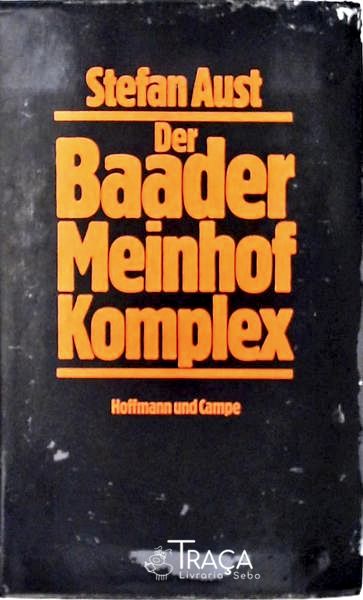 Stefan Aust
Der
Baader
Meinhof
Komplex
Hoffmann und Campe
TRAÇA
Livraria Sebo